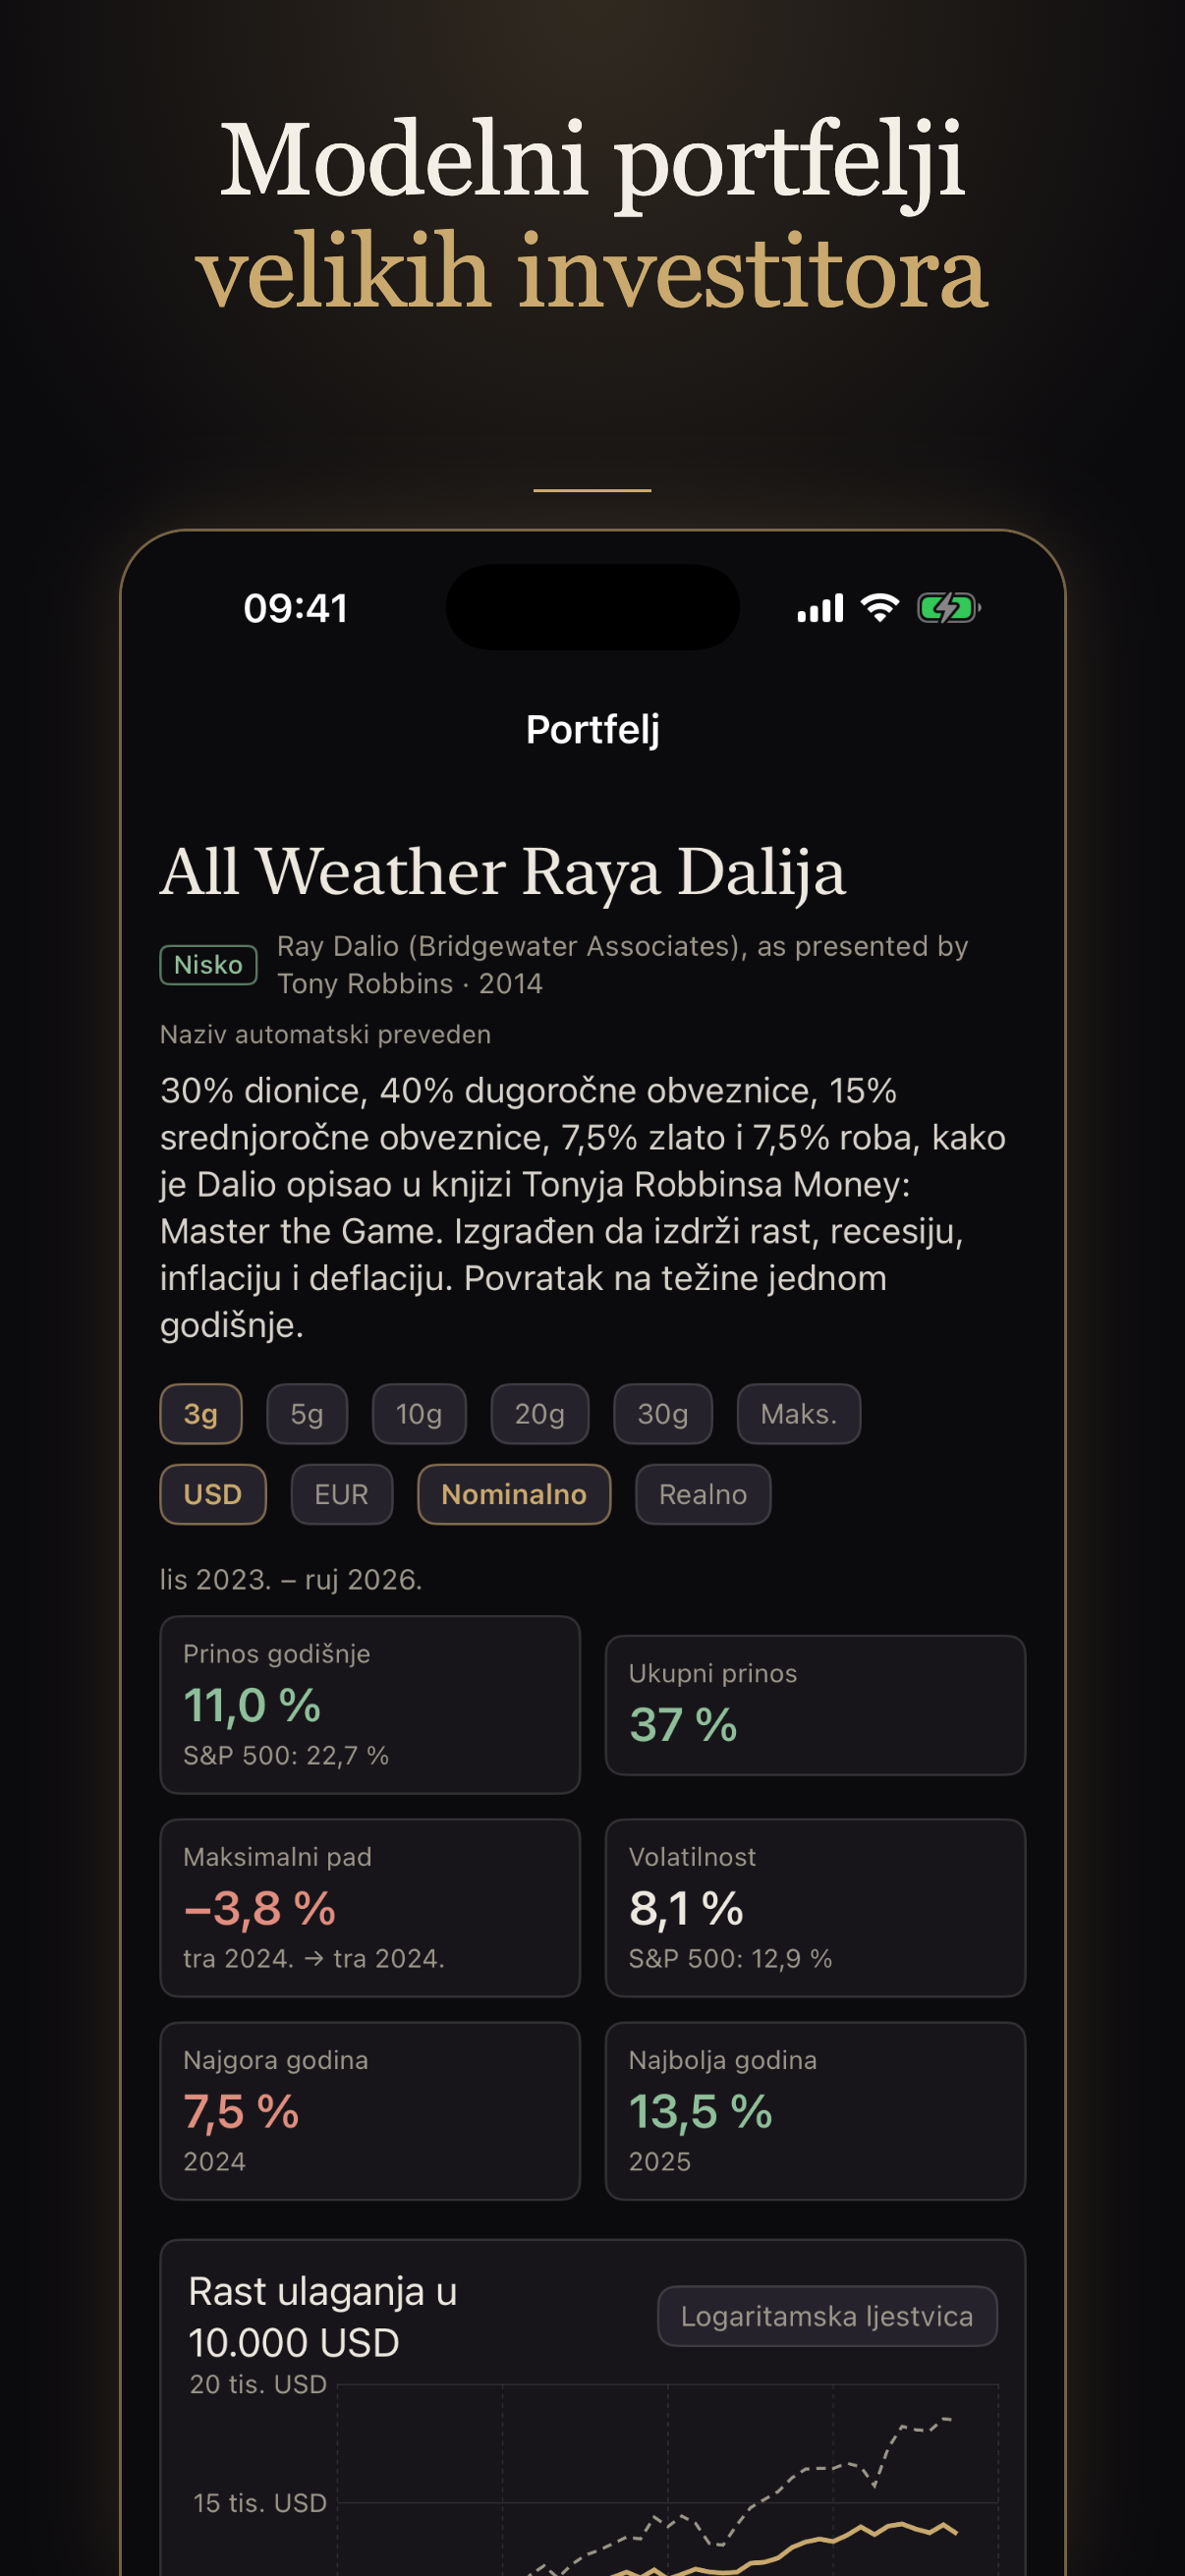 Modelni portfelji
velikih investitora
09:41
Portfelj
All Weather Raya Dalija
Nisko
Ray Dalio (Bridgewater Associates), as presented by
Tony Robbins · 2014
Naziv automatski preveden
30% dionice, 40% dugoročne obveznice, 15%
srednjoročne obveznice, 7,5% zlato i 7,5% roba, kako
je Dalio opisao u knjizi Tonyja Robbinsa Money:
Master the Game. Izgrađen da izdrži rast, recesiju,
inflaciju i deflaciju. Povratak na težine jednom
godišnje.
3g 5g 10g 20g 30g Maks.
USD EUR Nominalno Realno
lis 2023. – ruj 2026.
Prinos godišnje
11,0 %
S&P 500: 22,7 %
Ukupni prinos
37 %
Maksimalni pad
–3,8 %
tra 2024. → tra 2024.
Volatilnost
8,1 %
S&P 500: 12,9 %
Najgora godina
7,5 %
2024
Najbolja godina
13,5 %
2025
Rast ulaganja u
10.000 USD
Logaritamska ljestvica
20 tis. USD
15 tis. USD